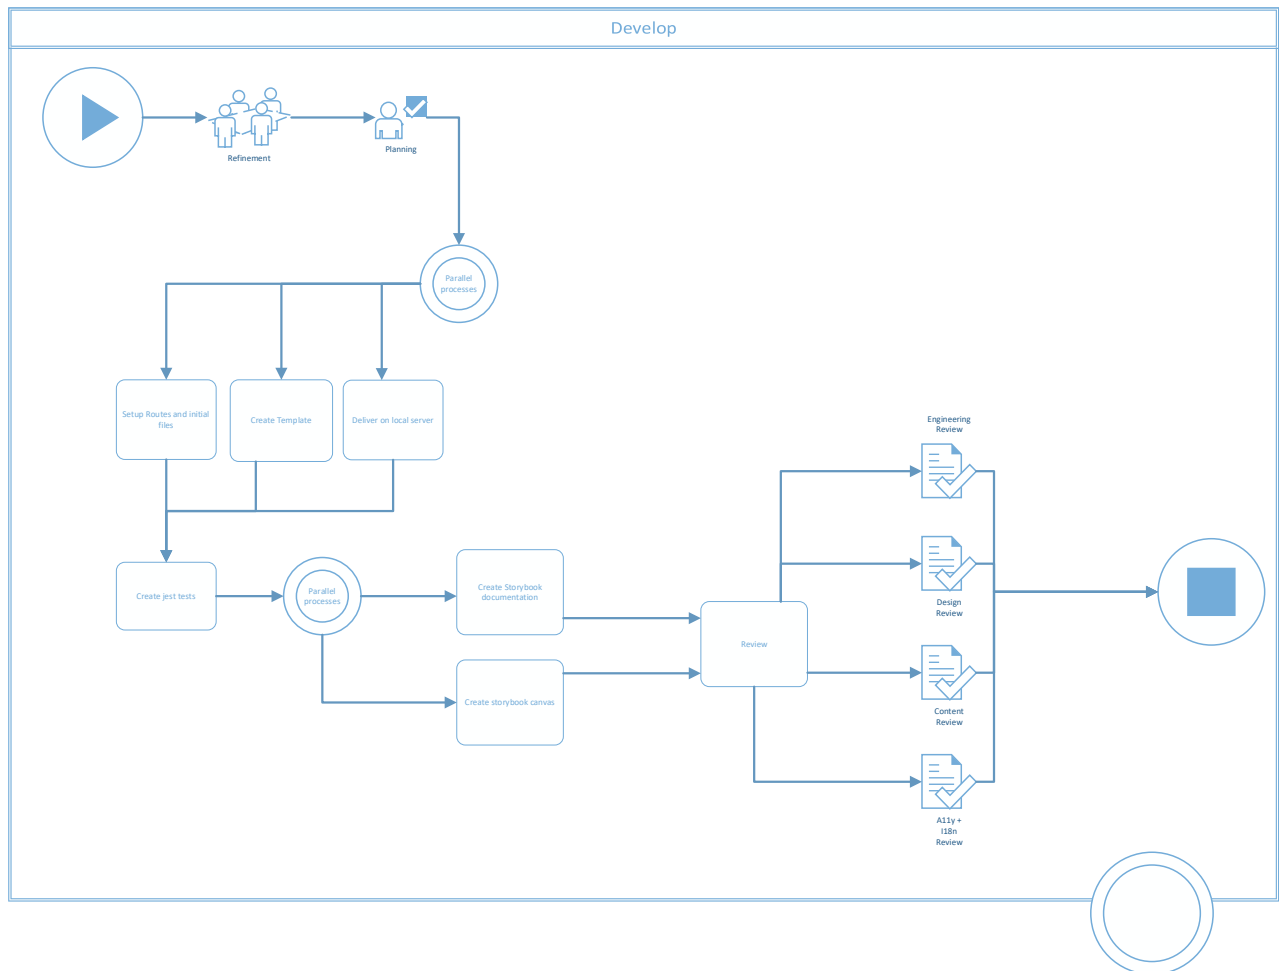 Develop
Refinement
Planning
Parallel
processes
Setup Routes and initial
files
Create Template
Deliver on local server
Engineering
Review
Create jest tests
Parallel
processes
Create Storybook
documentation
Design
Review
Review
Create storybook canvas
Content
Review
A11y +
I18n
Review